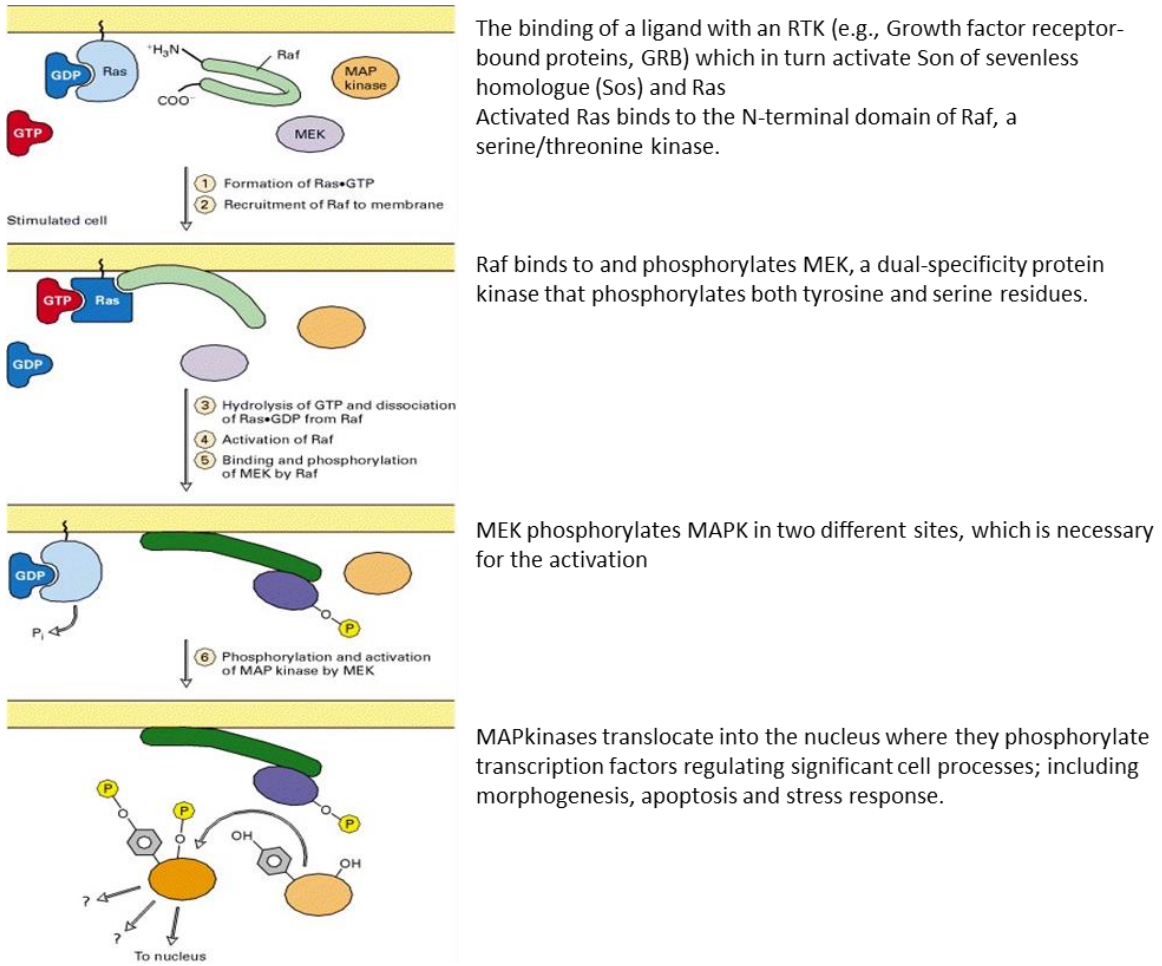 The binding of a ligand with an RTK (e.g., Growth factor receptor-
bound proteins, GRB) which in turn activate Son of sevenless
homologue (Sos) and Ras
Activated Ras binds to the N-terminal domain of Raf, a
serine/threonine kinase.
GDP
Ras
⁺H₃N
Raf
COO⁻
MAP
kinase
GTP
MEK
1 Formation of Ras•GTP
2 Recruitment of Raf to membrane
Stimulated cell
Raf binds to and phosphorylates MEK, a dual-specificity protein
kinase that phosphorylates both tyrosine and serine residues.
GTP
Ras
GDP
3 Hydrolysis of GTP and dissociation
of Ras•GDP from Raf
4 Activation of Raf
5 Binding and phosphorylation
of MEK by Raf
MEK phosphorylates MAPK in two different sites, which is necessary
for the activation
GDP
Pᵢ
O
P
6 Phosphorylation and activation
of MAP kinase by MEK
MAPkinases translocate into the nucleus where they phosphorylate
transcription factors regulating significant cell processes; including
morphogenesis, apoptosis and stress response.
P
O
P
O
O
P
OH
OH
?
?
To nucleus